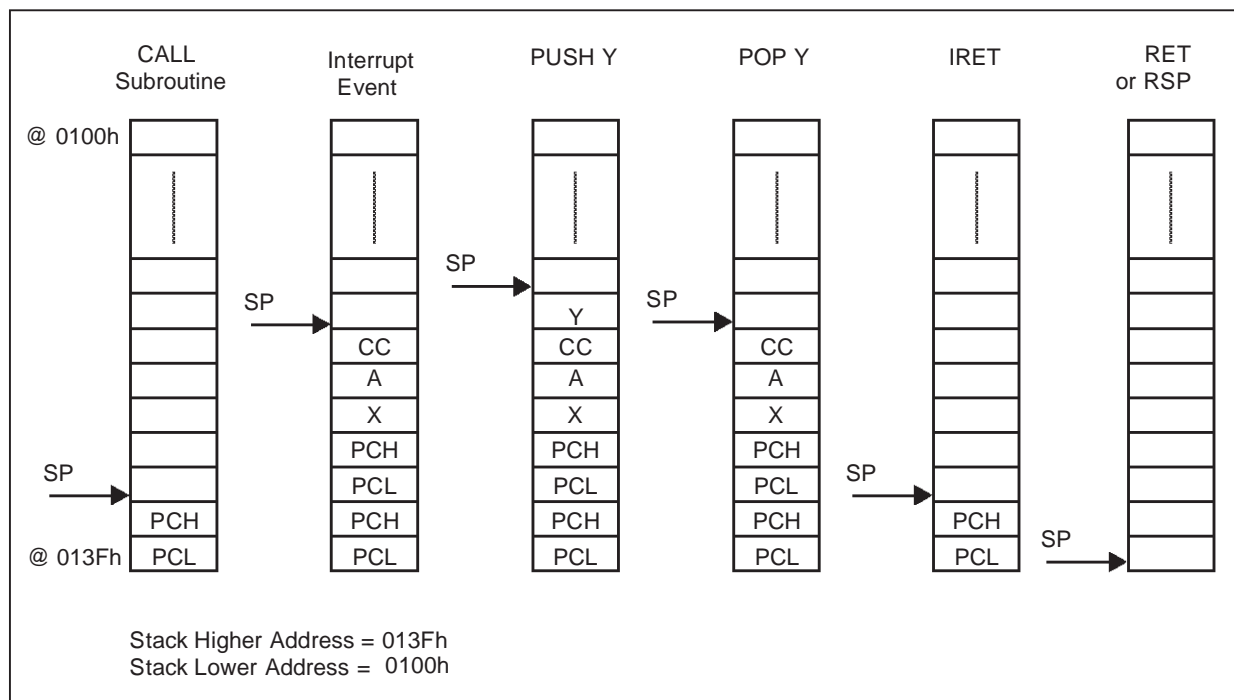 CALL
Subroutine
Interrupt
Event
PUSH Y
POP Y
IRET
RET
or RSP
@ 0100h
SP
SP
SP
Y
CC
CC
CC
A
A
A
X
X
X
PCH
PCH
PCH
SP
PCL
PCL
PCL
SP
PCH
PCH
PCH
PCH
PCH
@ 013Fh
PCL
PCL
PCL
PCL
PCL
SP
Stack Higher Address = 013Fh
Stack Lower Address = 0100h